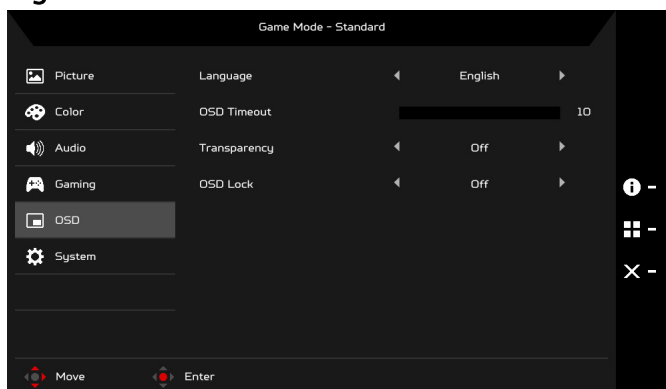 Game Mode - Standard
Picture
Language English
Color
OSD Timeout 10
Audio
Transparency Off
Gaming
OSD Lock Off
OSD
System
Move Enter